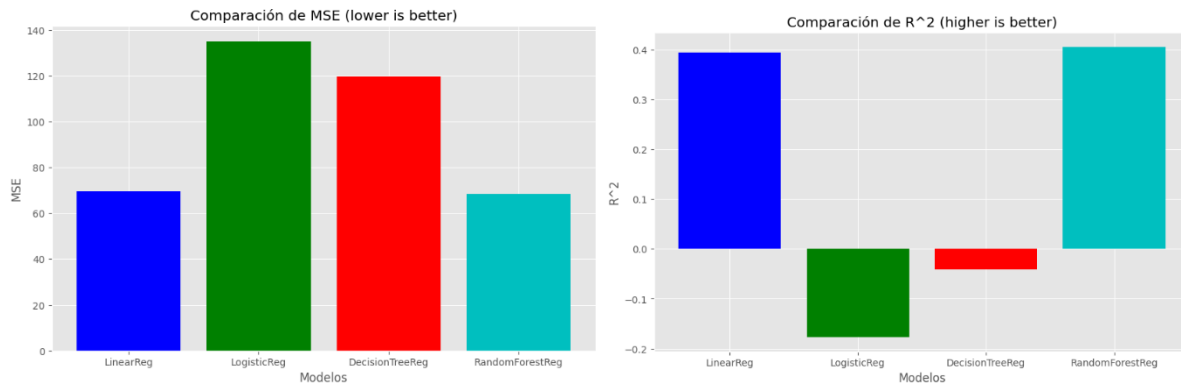 Comparación de MSE (lower is better)
140
120
100
80
60
40
20
0
MSE
LinearReg LogisticReg DecisionTreeReg RandomForestReg
Modelos
Comparación de R^2 (higher is better)
0.4
0.3
0.2
0.1
0.0
−0.1
−0.2
R^2
LinearReg LogisticReg DecisionTreeReg RandomForestReg
Modelos